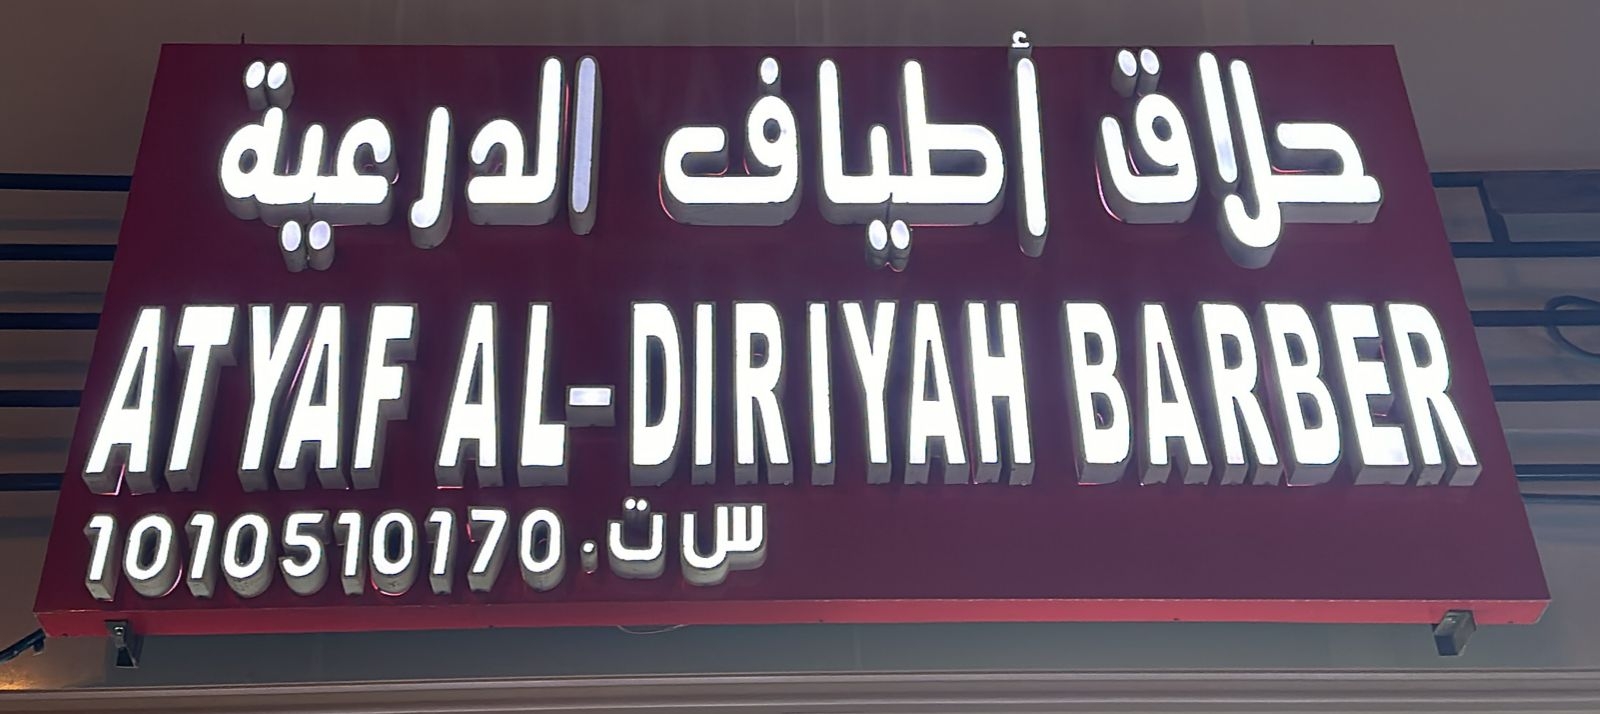 حلاق أطياف الدرعية
ATYAF AL-DIRIYAH BARBER
س ت. 1010510170